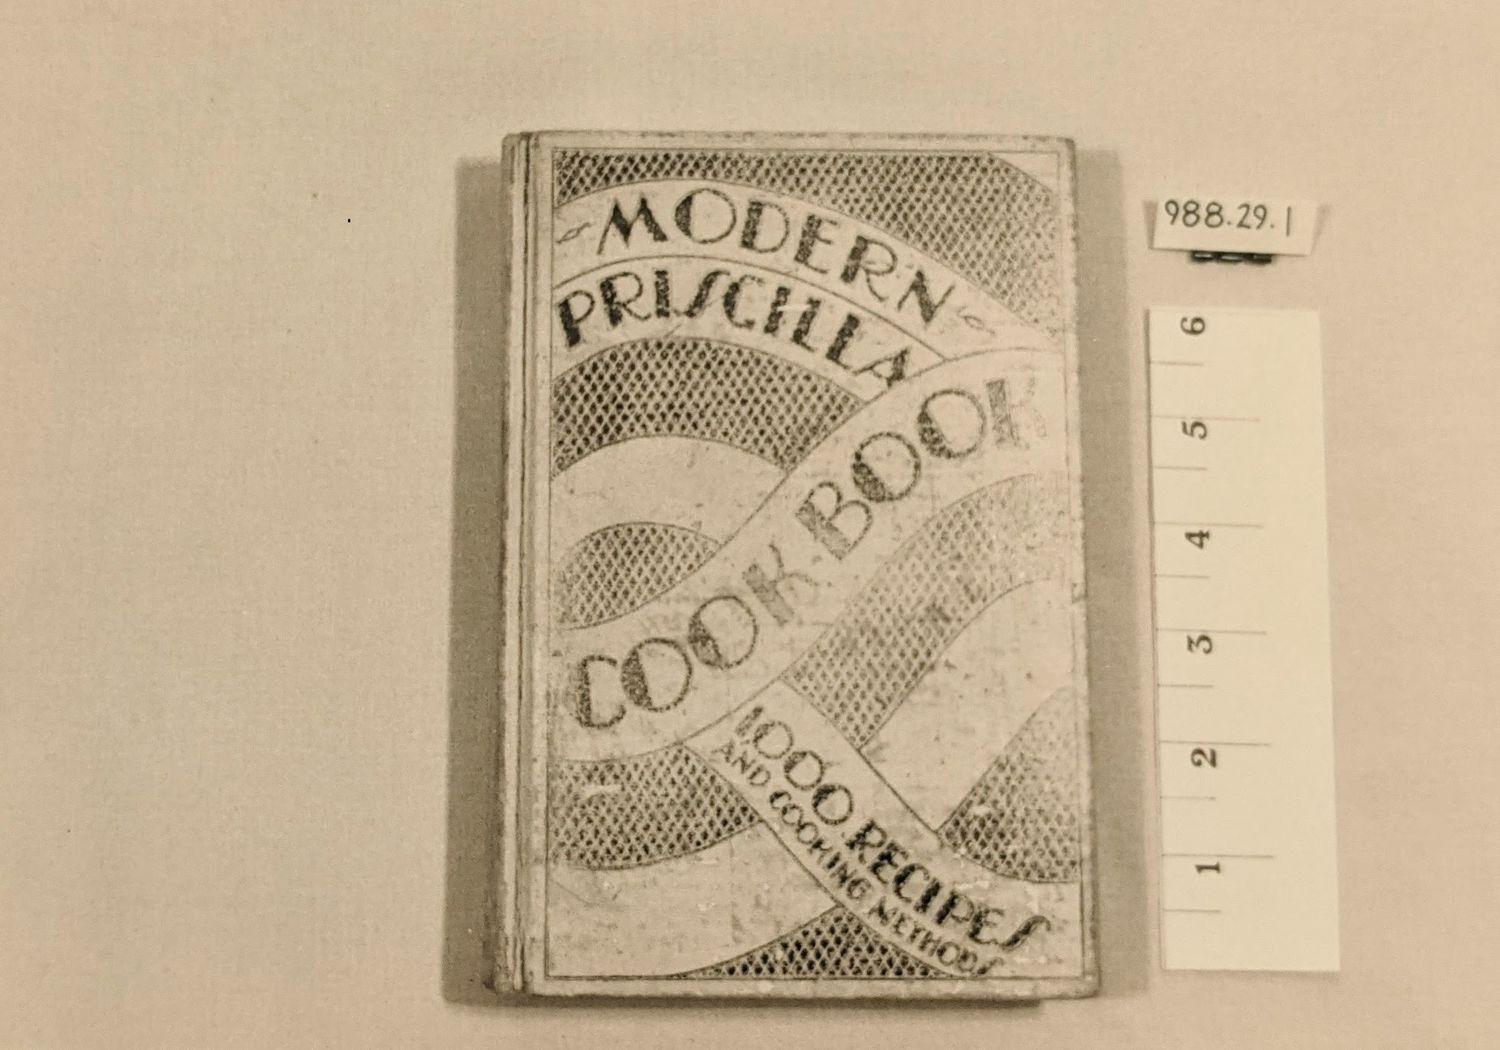 MODERN
PRISCILLA
COOK BOOK
1000 RECIPES
AND COOKING METHODS
988.29.1
6
5
4
3
2
1